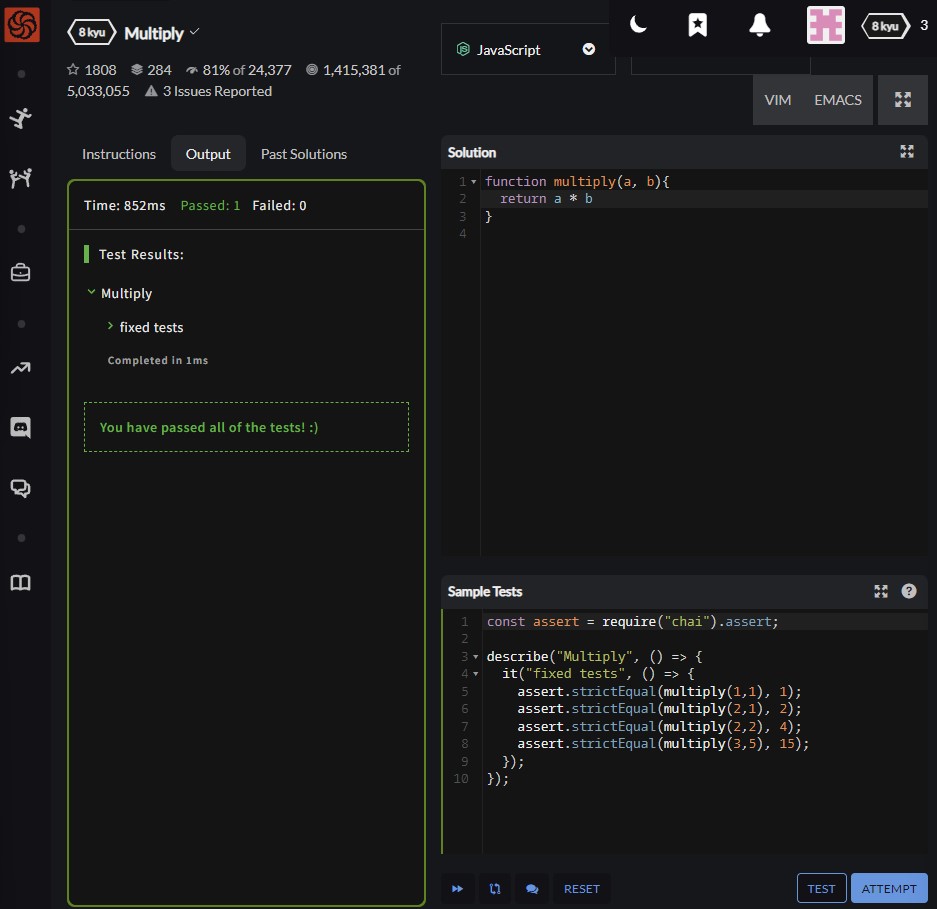 8 kyu Multiply
1808 284 81% of 24,377 1,415,381 of
5,033,055 3 Issues Reported
JavaScript
8 kyu 3
VIM EMACS
Instructions Output Past Solutions
Time: 852ms Passed: 1 Failed: 0
Test Results:
Multiply
fixed tests
Completed in 1ms
You have passed all of the tests! :)
Solution
1 function multiply(a, b){
2 return a * b
3 }
4
Sample Tests
1 const assert = require("chai").assert;
2
3 describe("Multiply", () => {
4 it("fixed tests", () => {
5 assert.strictEqual(multiply(1,1), 1);
6 assert.strictEqual(multiply(2,1), 2);
7 assert.strictEqual(multiply(2,2), 4);
8 assert.strictEqual(multiply(3,5), 15);
9 });
10 });
RESET TEST ATTEMPT